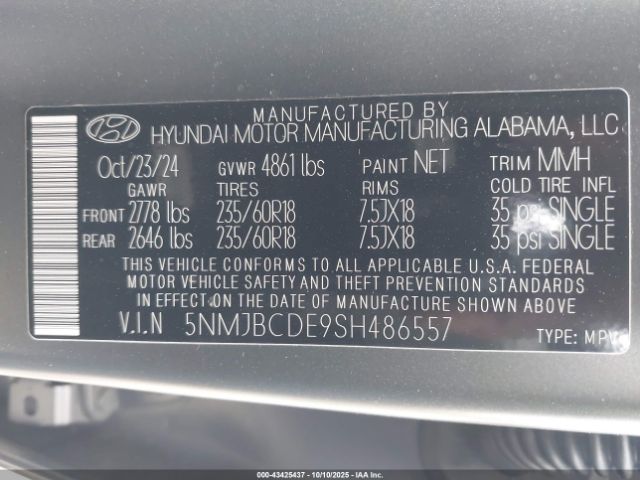 MANUFACTURED BY
HYUNDAI MOTOR MANUFACTURING ALABAMA, LLC
Oct/23/24 GVWR 4861 lbs PAINT NET TRIM MMH
GAWR TIRES RIMS COLD TIRE INFL
FRONT 2778 lbs 235/60R18 7.5JX18 35 psi SINGLE
REAR 2646 lbs 235/60R18 7.5JX18 35 psi SINGLE
THIS VEHICLE CONFORMS TO ALL APPLICABLE U.S.A. FEDERAL
MOTOR VEHICLE SAFETY AND THEFT PREVENTION STANDARDS
IN EFFECT ON THE DATE OF MANUFACTURE SHOWN ABOVE
V.I.N 5NMJBCDE9SH486557 TYPE: MPV
000-43425437 - 10/10/2025 - IAAI, Inc.